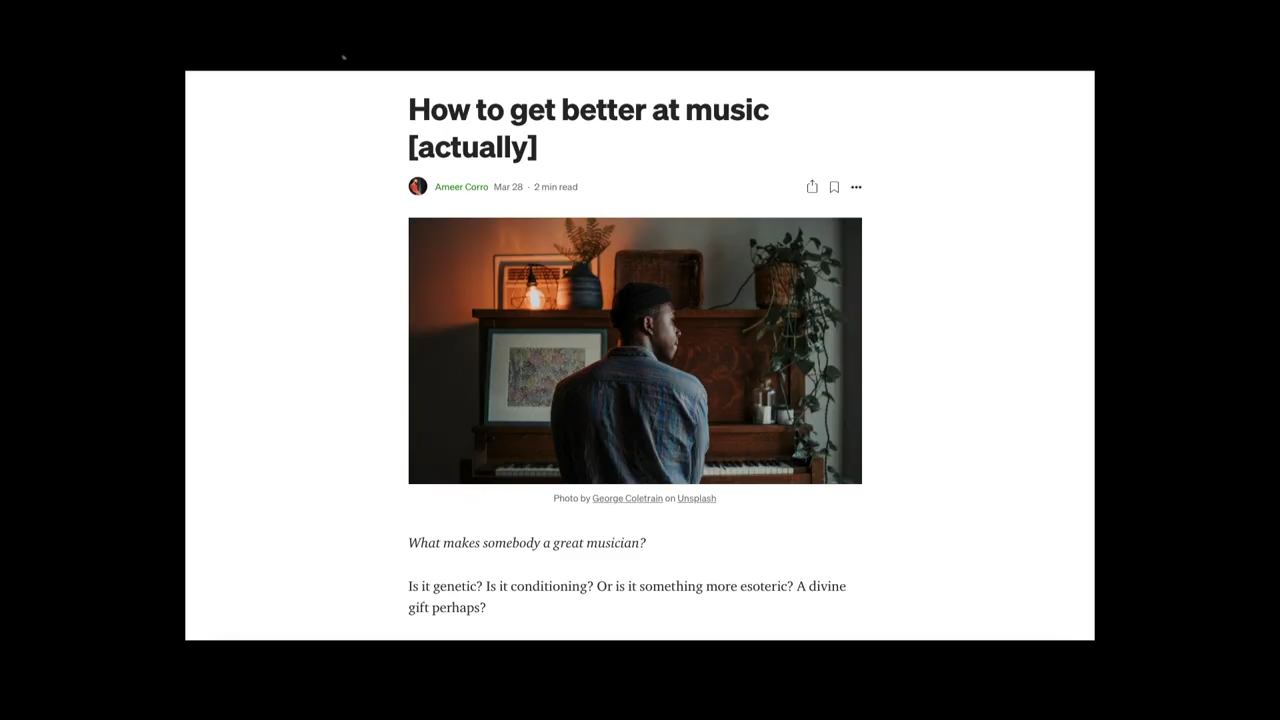 How to get better at music
[actually]
Ameer Corro Mar 28 · 2 min read
Photo by George Coletrain on Unsplash
What makes somebody a great musician?
Is it genetic? Is it conditioning? Or is it something more esoteric? A divine
gift perhaps?